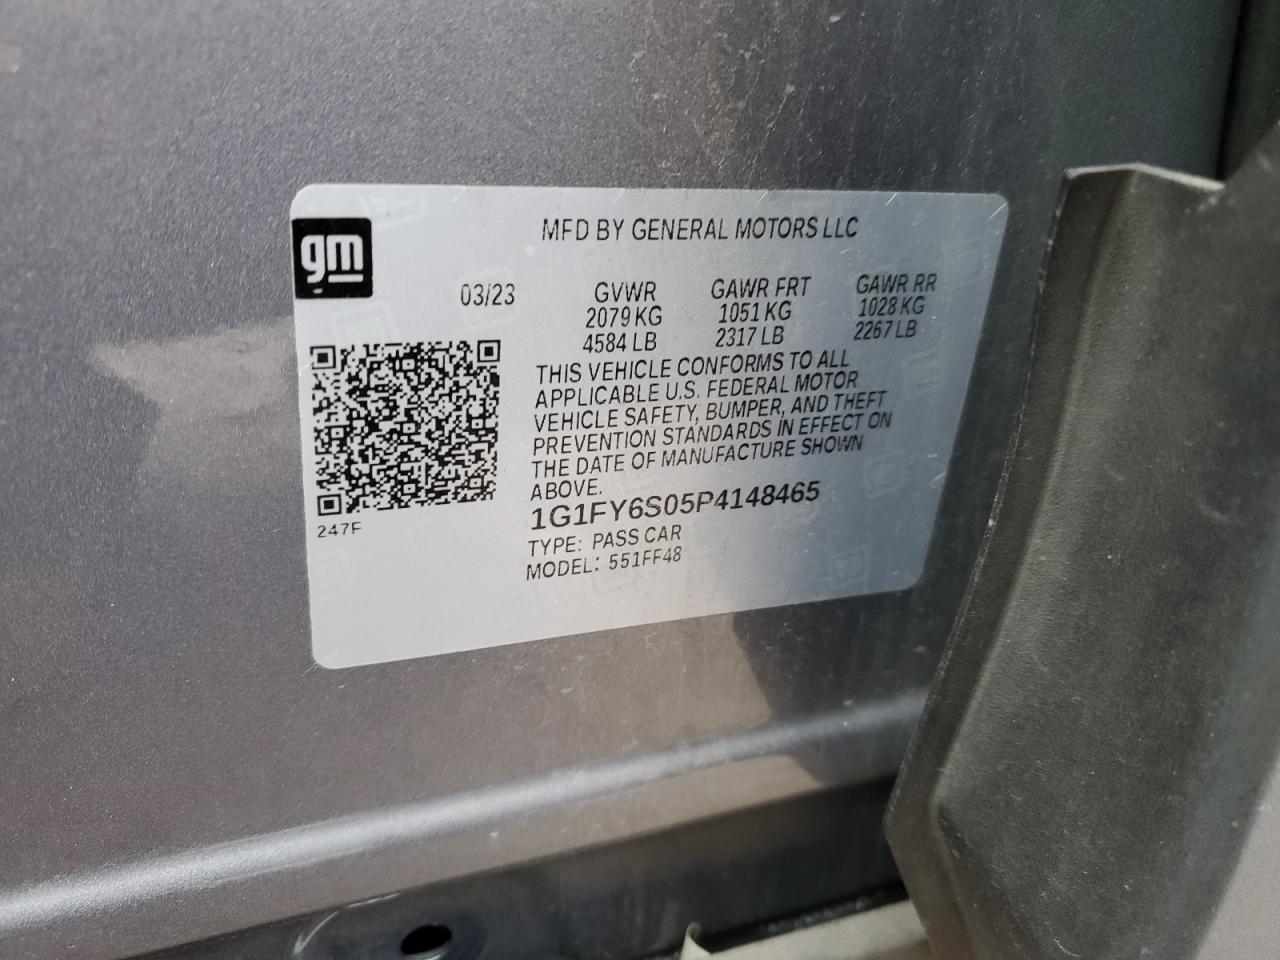 MFD BY GENERAL MOTORS LLC
gm
03/23 GVWR GAWR FRT GAWR RR
2079 KG 1051 KG 1028 KG
4584 LB 2317 LB 2267 LB
THIS VEHICLE CONFORMS TO ALL
APPLICABLE U.S. FEDERAL MOTOR
VEHICLE SAFETY, BUMPER, AND THEFT
PREVENTION STANDARDS IN EFFECT ON
THE DATE OF MANUFACTURE SHOWN
ABOVE.
247F
1G1FY6S05P4148465
TYPE: PASS CAR
MODEL: 551FF48